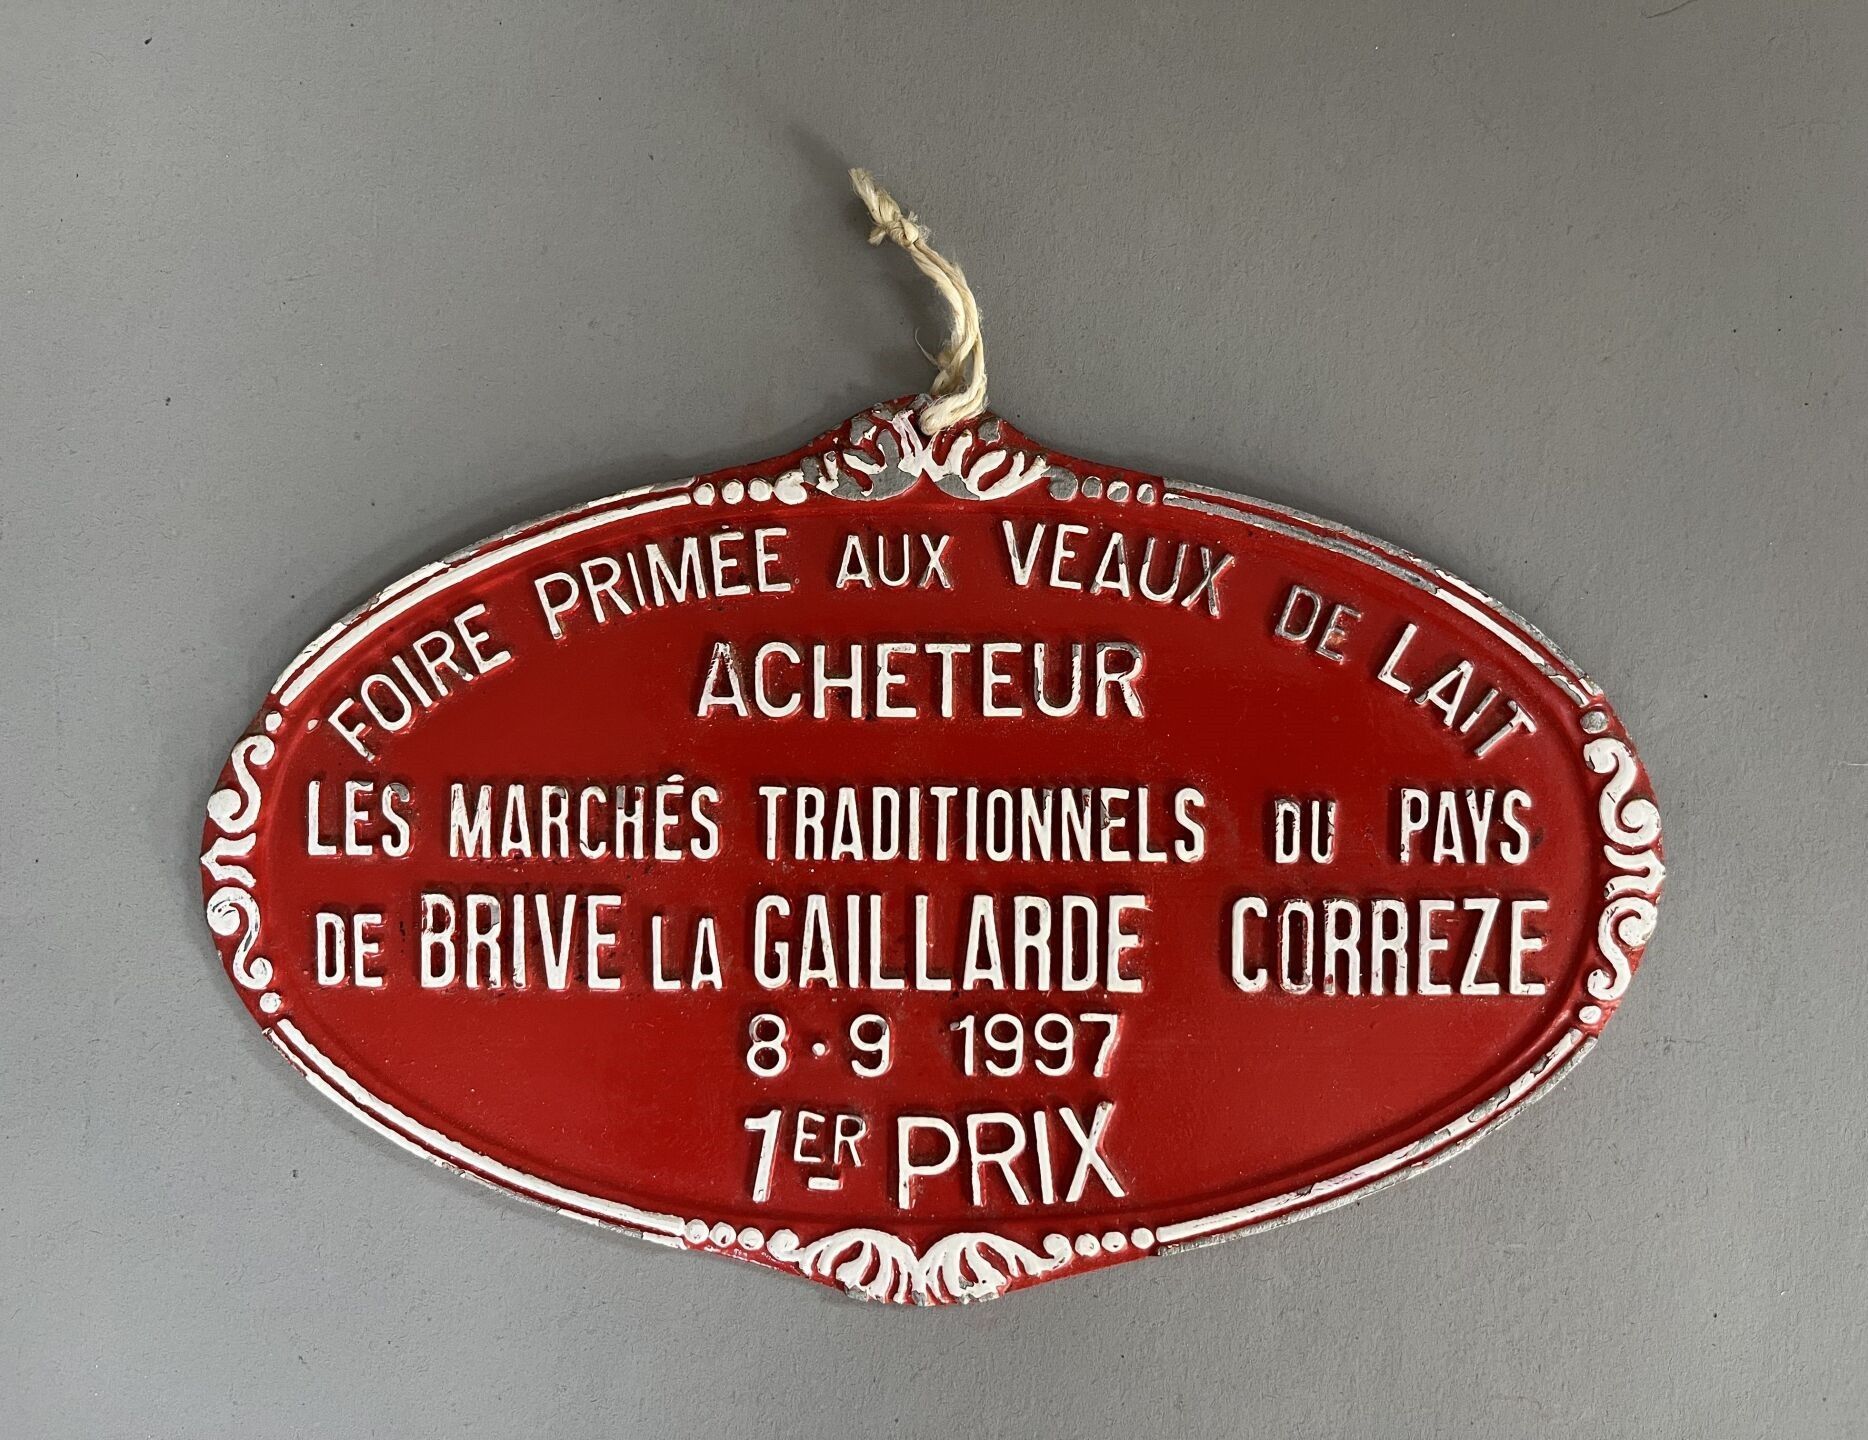 FOIRE PRIMÉE AUX VEAUX DE LAIT
ACHETEUR
LES MARCHÉS TRADITIONNELS DU PAYS
DE BRIVE LA GAILLARDE CORREZE
8·9 1997
1ER PRIX